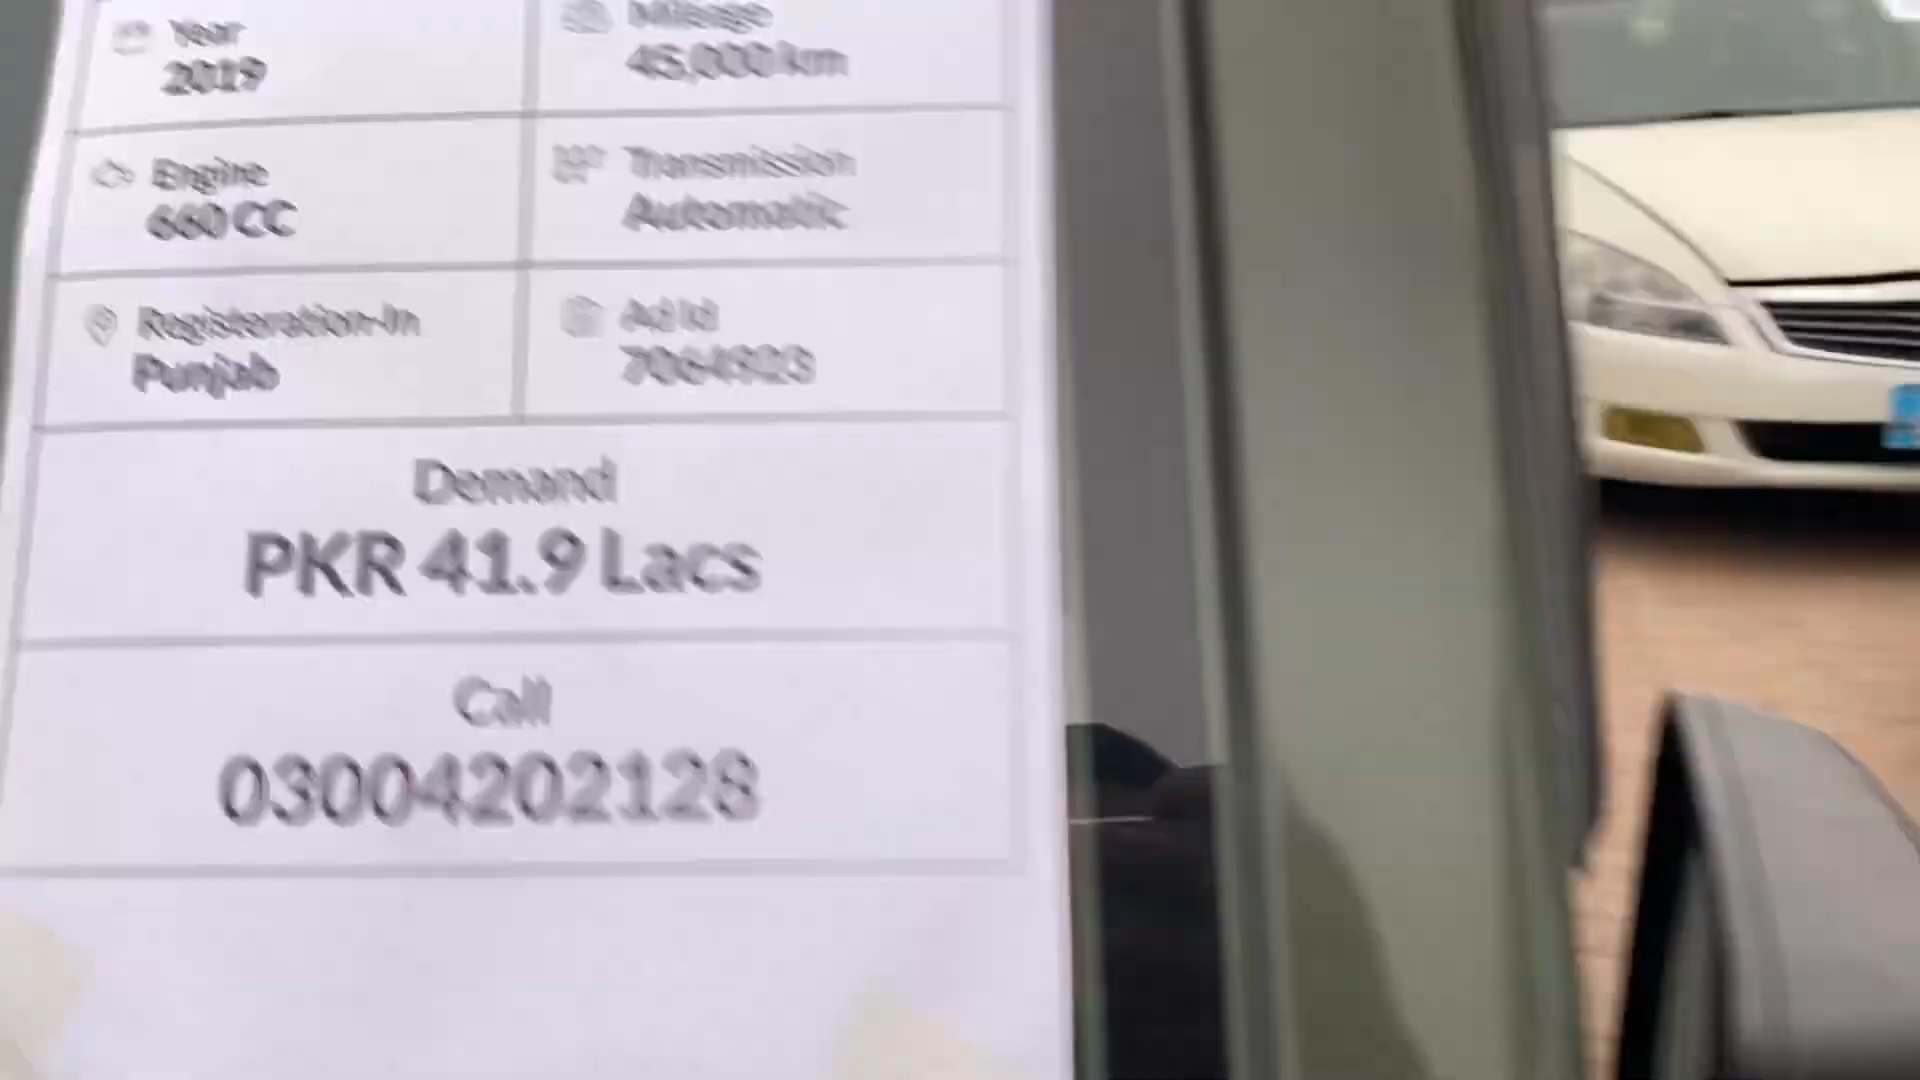 Year
2019
Mileage
45,000 km
Engine
660 CC
Transmission
Automatic
Registeration-In
Punjab
Ad Id
7064923
Demand
PKR 41.9 Lacs
Call
03004202128